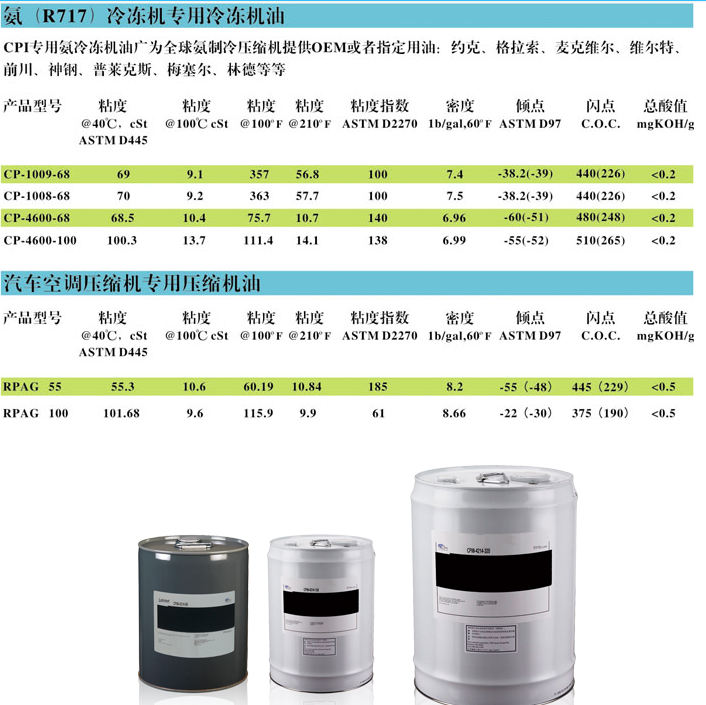 氨（R717）冷冻机专用冷冻机油
CPI专用氨冷冻机油广为全球氨制冷压缩机提供OEM或者指定用油：约克、格拉索、麦克维尔、维尔特、
前川、神钢、普莱克斯、梅塞尔、林德等等
产品型号 粘度 粘度 粘度 粘度 粘度指数 密度 倾点 闪点 总酸值
@40℃，cSt @100℃ cSt @100°F @210°F ASTM D2270 1b/gal,60°F ASTM D97 C.O.C. mgKOH/g
ASTM D445
CP-1009-68 69 9.1 357 56.8 100 7.4 -38.2(-39) 440(226) <0.2
CP-1008-68 70 9.2 363 57.7 100 7.5 -38.2(-39) 440(226) <0.2
CP-4600-68 68.5 10.4 75.7 10.7 140 6.96 -60(-51) 480(248) <0.2
CP-4600-100 100.3 13.7 111.4 14.1 138 6.99 -55(-52) 510(265) <0.2
汽车空调压缩机专用压缩机油
产品型号 粘度 粘度 粘度 粘度 粘度指数 密度 倾点 闪点 总酸值
@40℃，cSt @100℃ cSt @100°F @210°F ASTM D2270 1b/gal,60°F ASTM D97 C.O.C. mgKOH/g
ASTM D445
RPAG 55 55.3 10.6 60.19 10.84 185 8.2 -55（-48） 445（229） <0.5
RPAG 100 101.68 9.6 115.9 9.9 61 8.66 -22（-30） 375（190） <0.5
CPW-4214-320